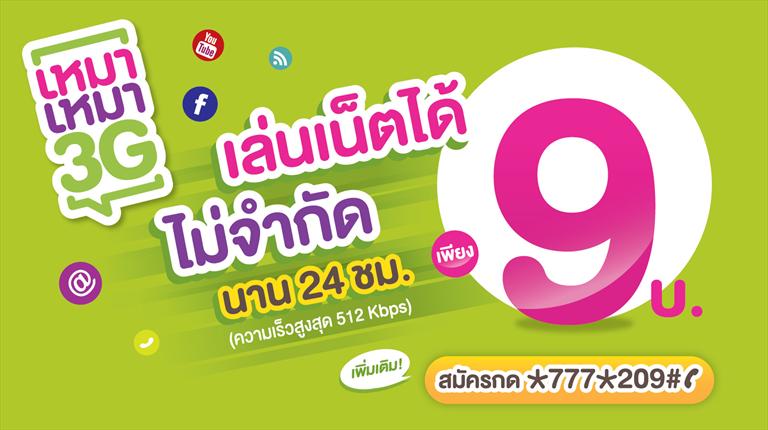 เหมา
เหมา
3G
You
Tube
f
@
เล่นเน็ตได้
ไม่จำกัด
นาน 24 ชม.
(ความเร็วสูงสุด 512 Kbps)
เพียง
9
บ.
เพิ่มเติม!
สมัครกด *777*209#